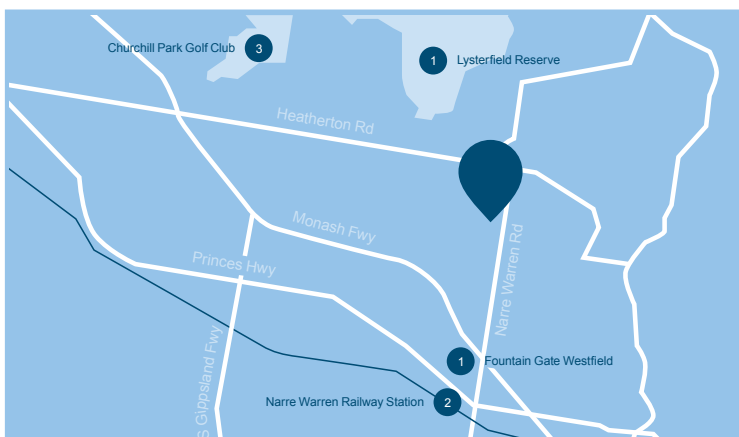 Churchill Park Golf Club
3
1
Lysterfield Reserve
Heatherton Rd
Monash Fwy
Princes Hwy
Narre Warren Rd
S Gippsland Fwy
1
Fountain Gate Westfield
Narre Warren Railway Station
2